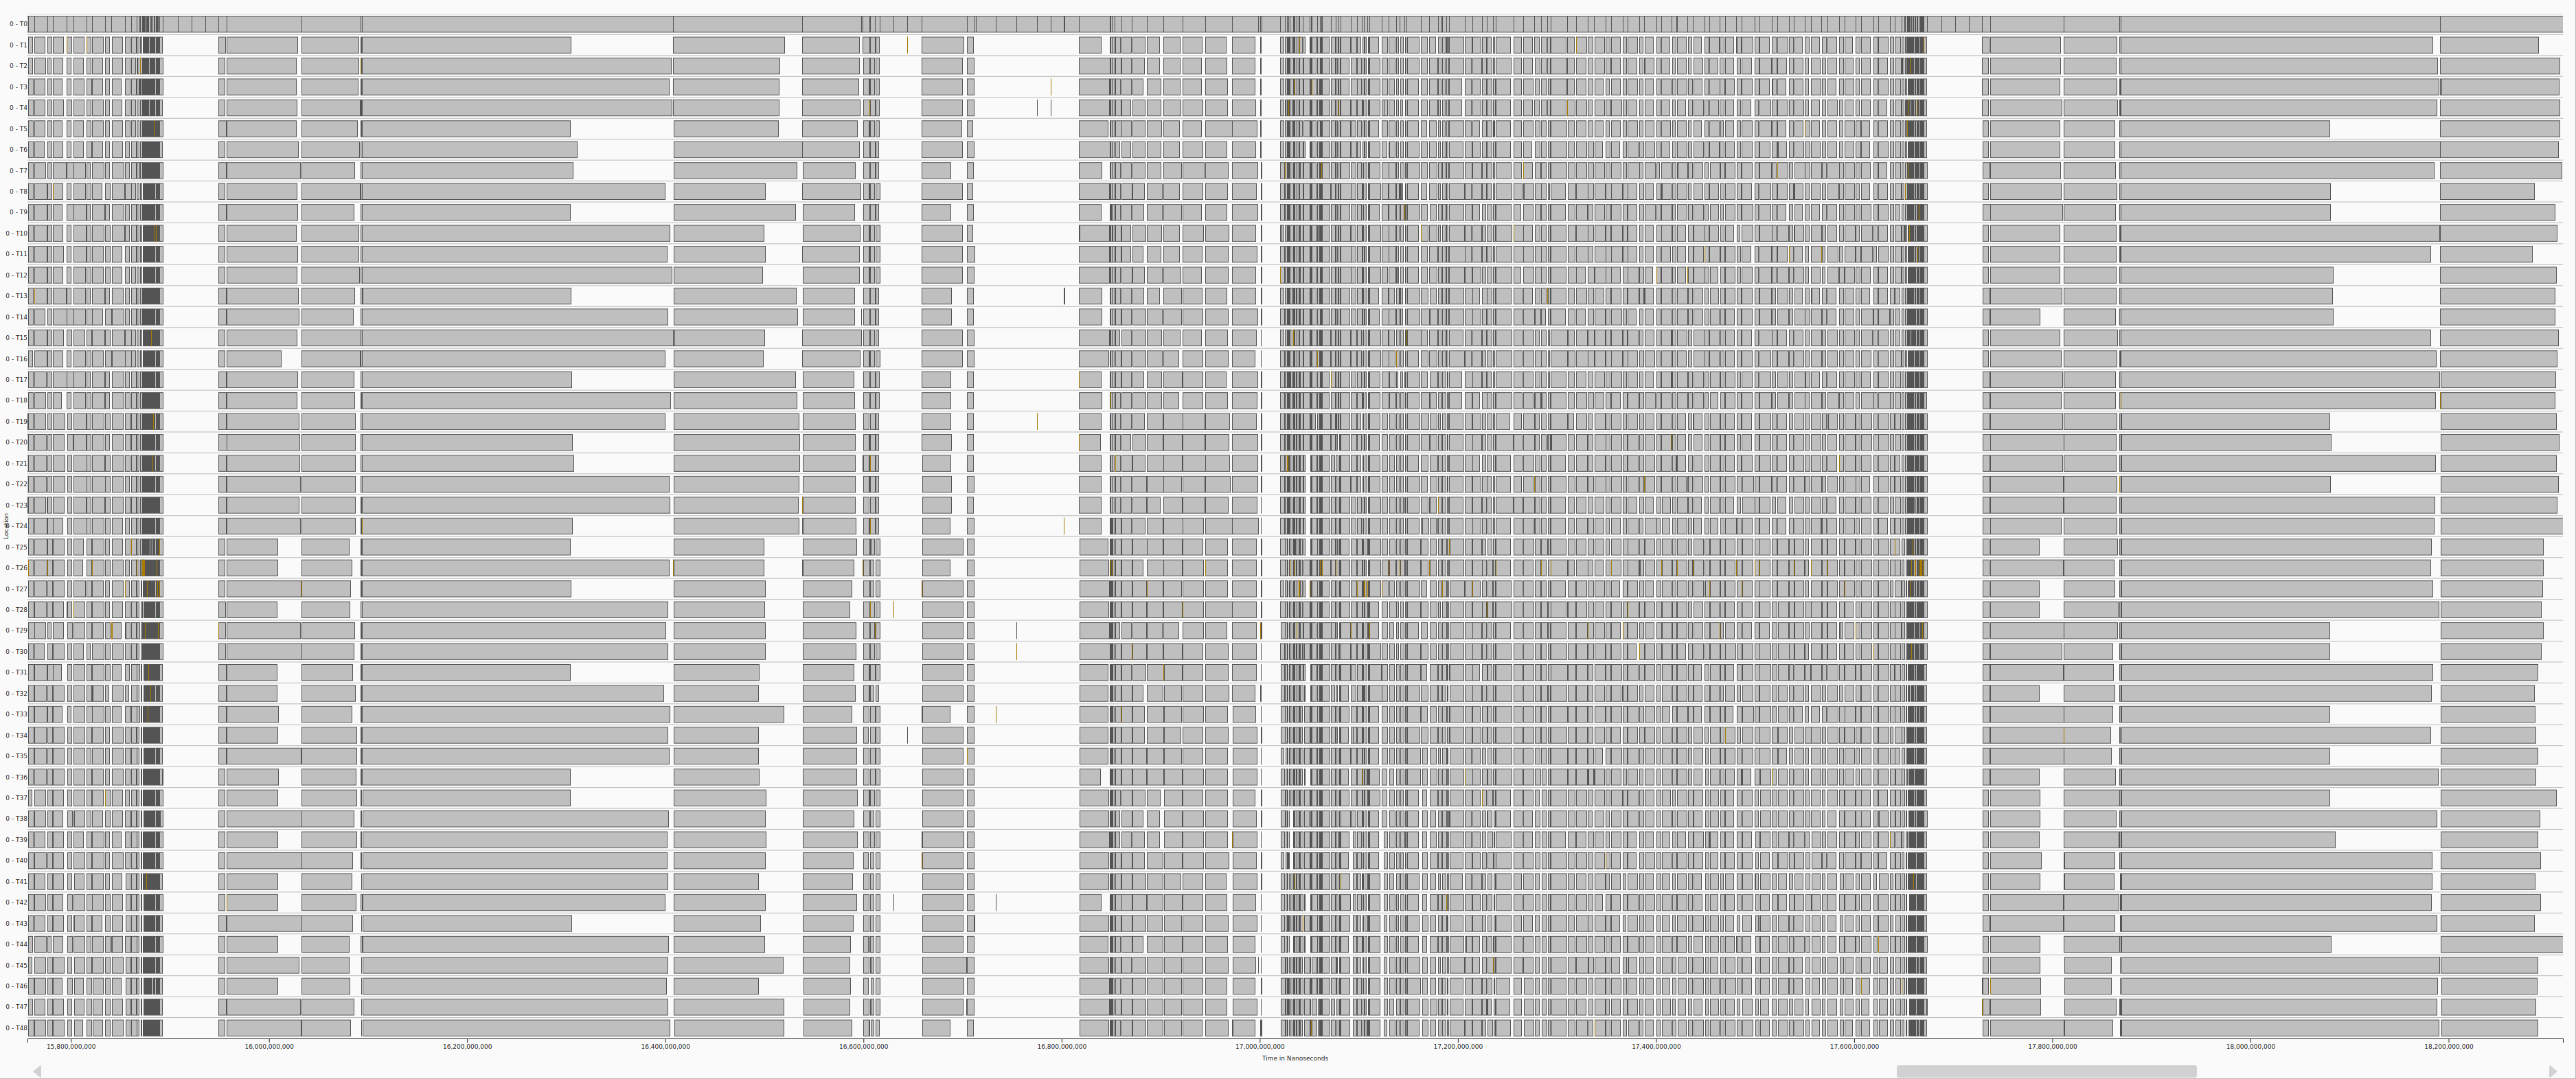 0 - T0
0 - T1
0 - T2
0 - T3
0 - T4
0 - T5
0 - T6
0 - T7
0 - T8
0 - T9
0 - T10
0 - T11
0 - T12
0 - T13
0 - T14
0 - T15
0 - T16
0 - T17
0 - T18
0 - T19
0 - T20
0 - T21
0 - T22
0 - T23
Location
0 - T24
0 - T25
0 - T26
0 - T27
0 - T28
0 - T29
0 - T30
0 - T31
0 - T32
0 - T33
0 - T34
0 - T35
0 - T36
0 - T37
0 - T38
0 - T39
0 - T40
0 - T41
0 - T42
0 - T43
0 - T44
0 - T45
0 - T46
0 - T47
0 - T48
15,800,000,000 16,000,000,000 16,200,000,000 16,400,000,000 16,600,000,000 16,800,000,000 17,000,000,000 17,200,000,000 17,400,000,000 17,600,000,000 17,800,000,000 18,000,000,000 18,200,000,000
Time in Nanoseconds